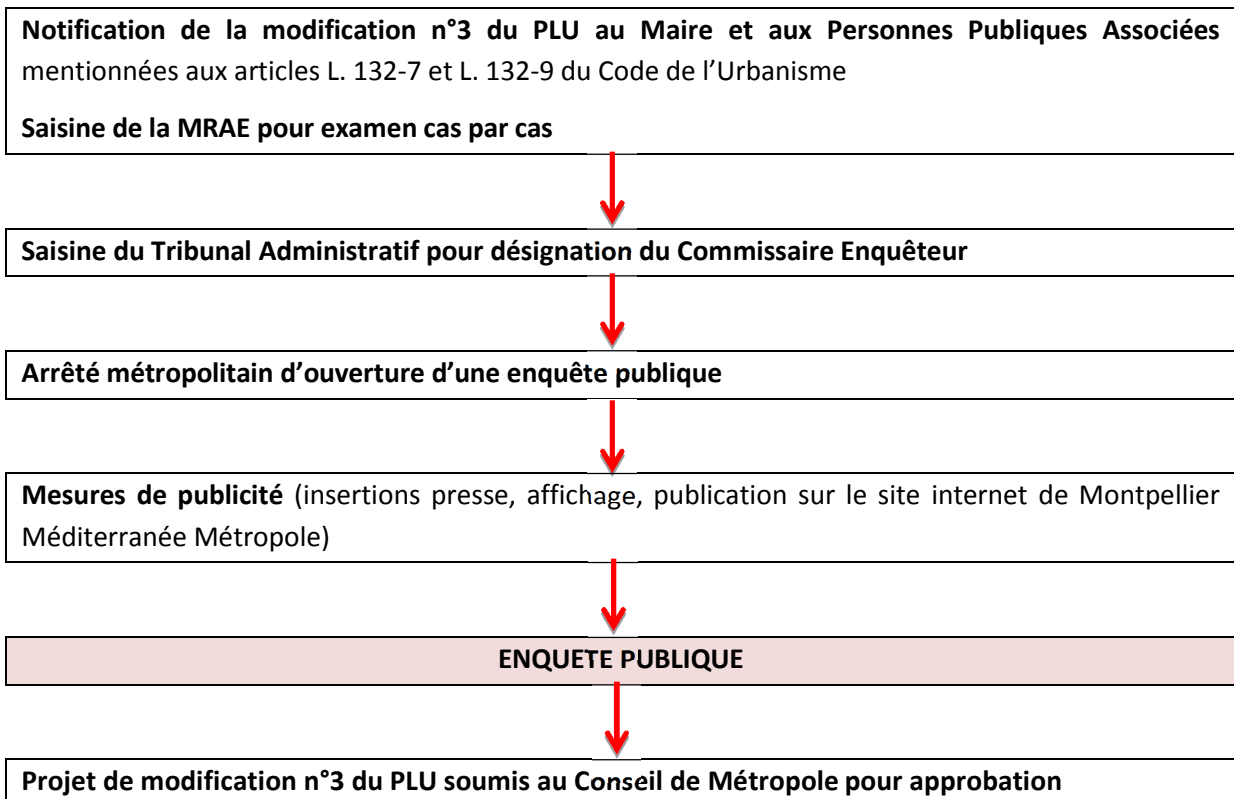 Notification de la modification n°3 du PLU au Maire et aux Personnes Publiques Associées
mentionnées aux articles L. 132-7 et L. 132-9 du Code de l’Urbanisme
Saisine de la MRAE pour examen cas par cas
Saisine du Tribunal Administratif pour désignation du Commissaire Enquêteur
Arrêté métropolitain d’ouverture d’une enquête publique
Mesures de publicité (insertions presse, affichage, publication sur le site internet de Montpellier
Méditerranée Métropole)
ENQUETE PUBLIQUE
Projet de modification n°3 du PLU soumis au Conseil de Métropole pour approbation